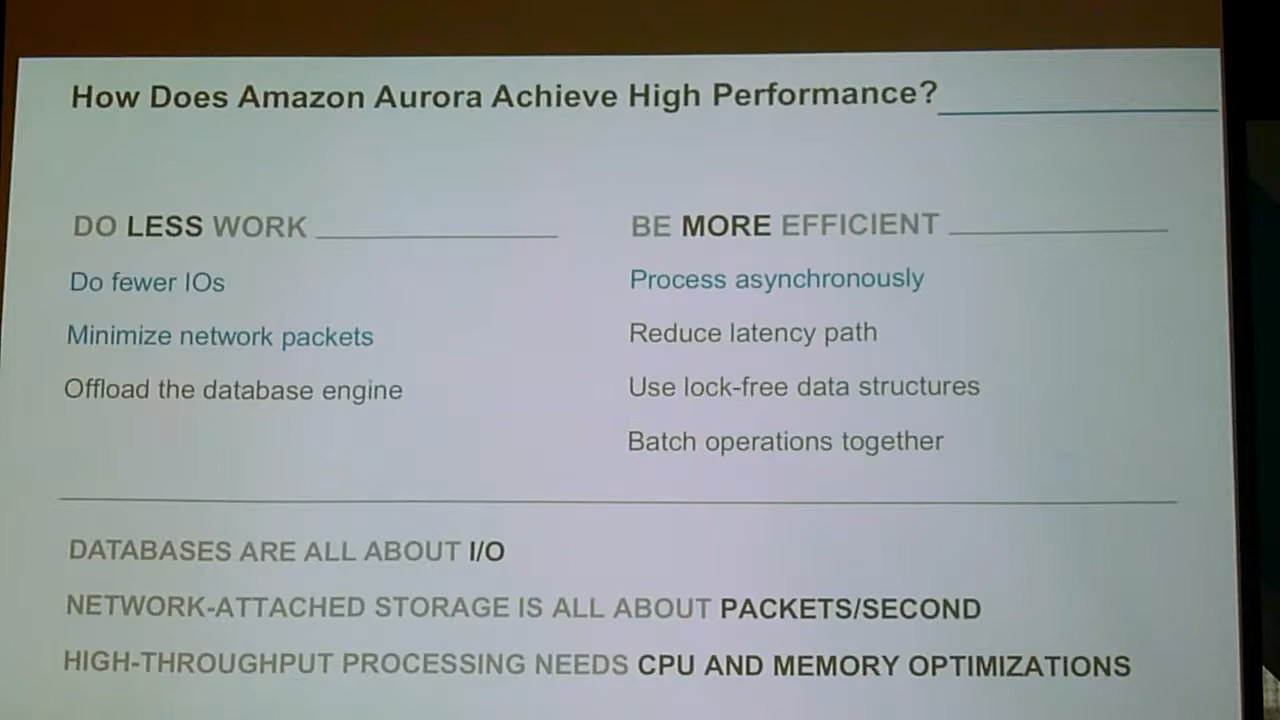 How Does Amazon Aurora Achieve High Performance?
DO LESS WORK
Do fewer IOs
Minimize network packets
Offload the database engine
BE MORE EFFICIENT
Process asynchronously
Reduce latency path
Use lock-free data structures
Batch operations together
DATABASES ARE ALL ABOUT I/O
NETWORK-ATTACHED STORAGE IS ALL ABOUT PACKETS/SECOND
HIGH-THROUGHPUT PROCESSING NEEDS CPU AND MEMORY OPTIMIZATIONS